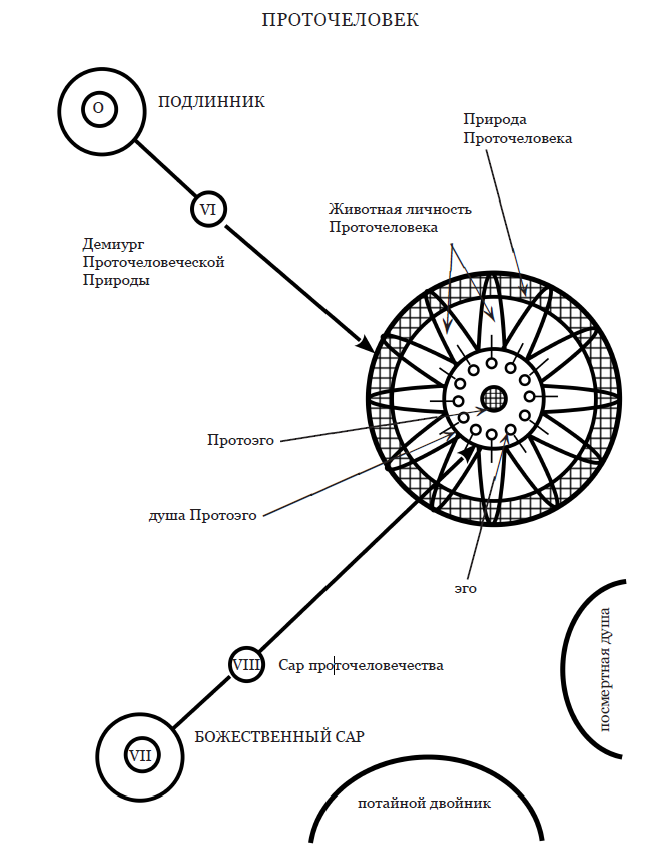 ПРОТОЧЕЛОВЕК
O
ПОДЛИННИК
Природа
Проточеловека
VI
Животная личность
Проточеловека
Демиург
Проточеловеческой
Природы
Протоэго
душа Протоэго
эго
посмертная душа
VIII
Сар проточеловечества
БОЖЕСТВЕННЫЙ САР
VII
потайной двойник